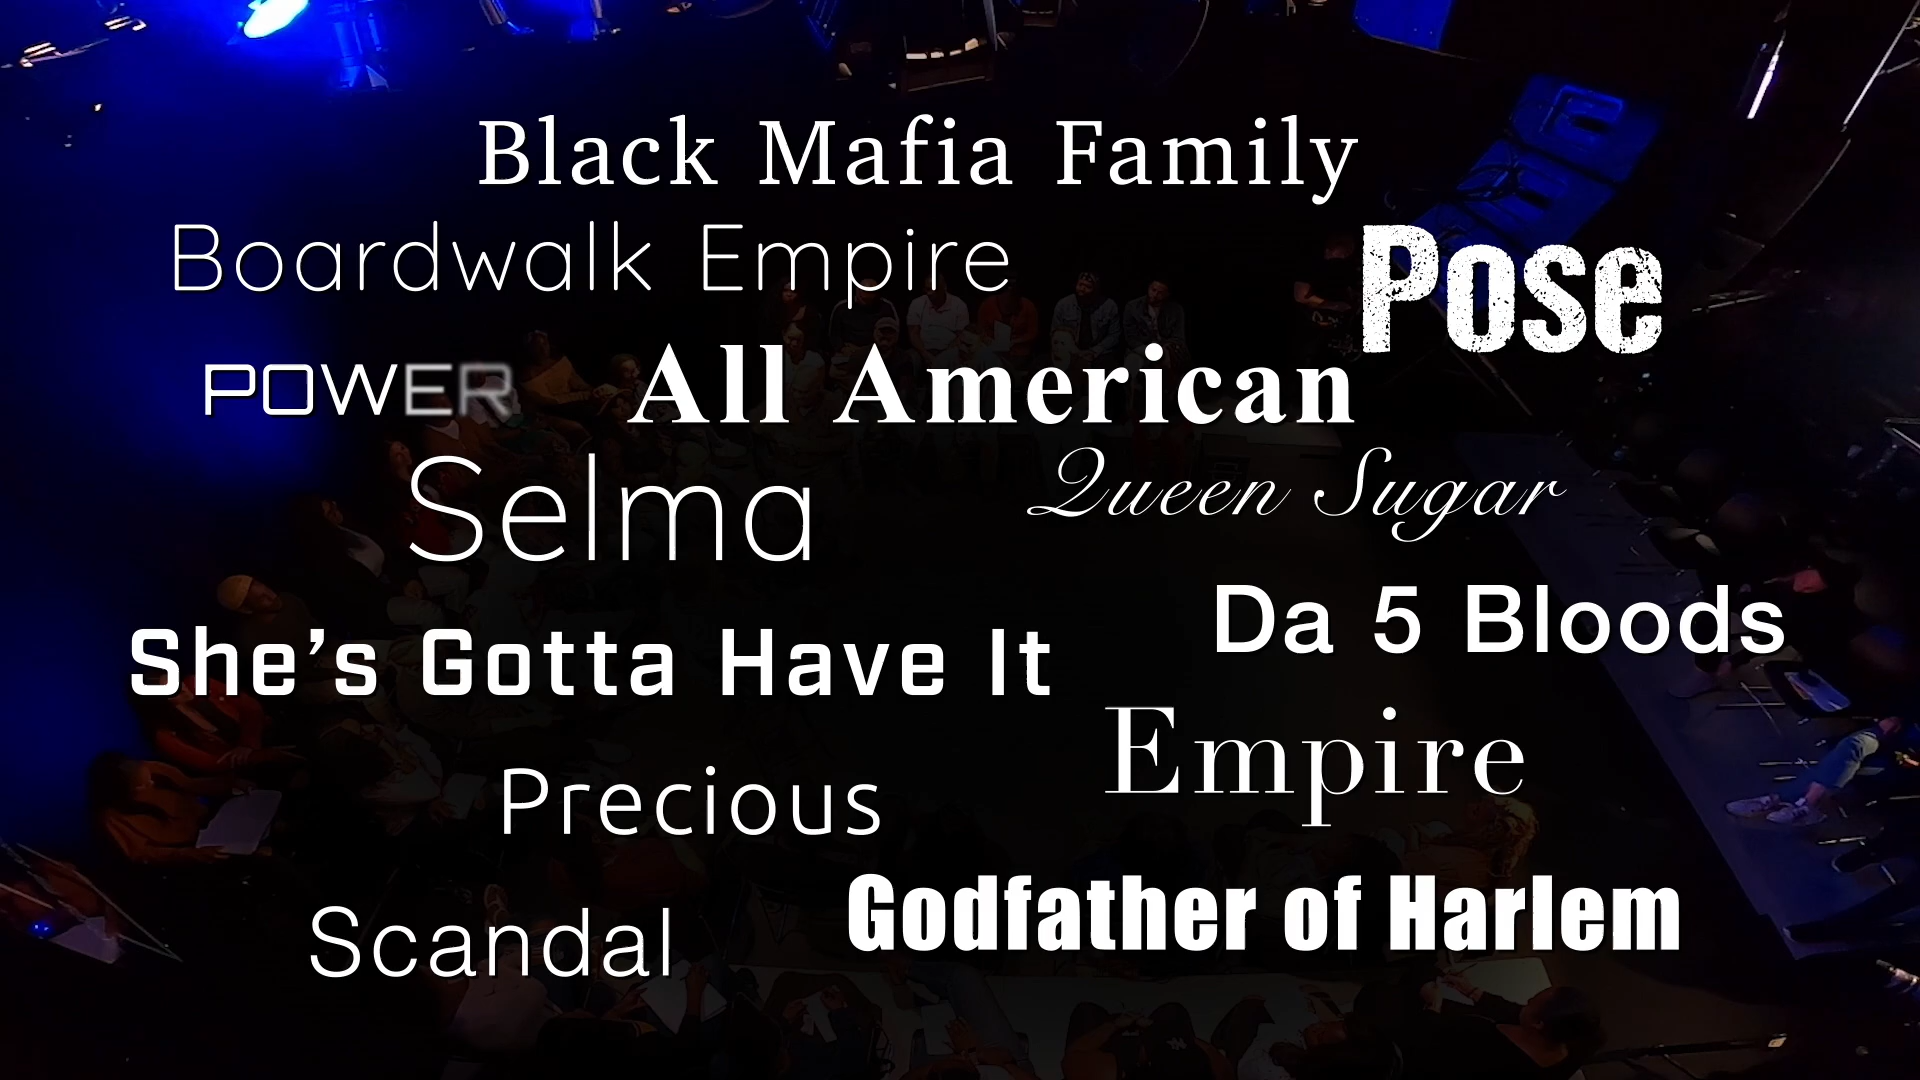 Black Mafia Family
Boardwalk Empire
Pose
POWER
All American
Selma
Queen Sugar
Da 5 Bloods
She’s Gotta Have It
Empire
Precious
Godfather of Harlem
Scandal